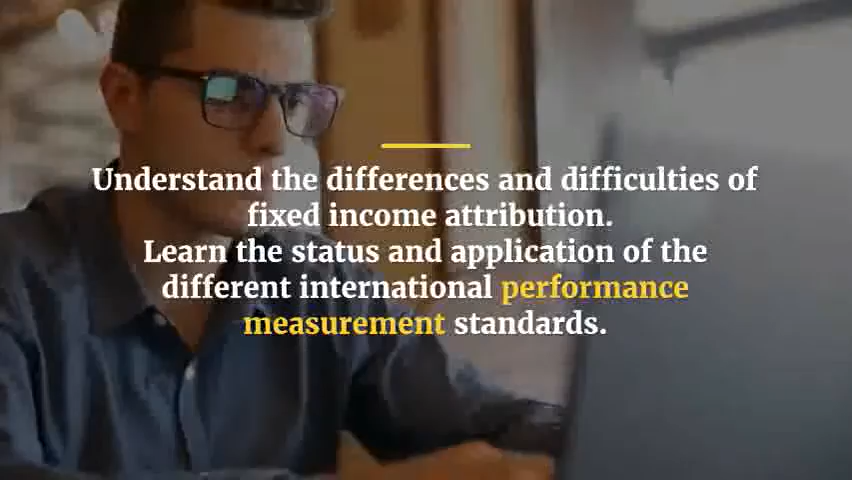 Understand the differences and difficulties of
fixed income attribution.
Learn the status and application of the
different international performance
measurement standards.